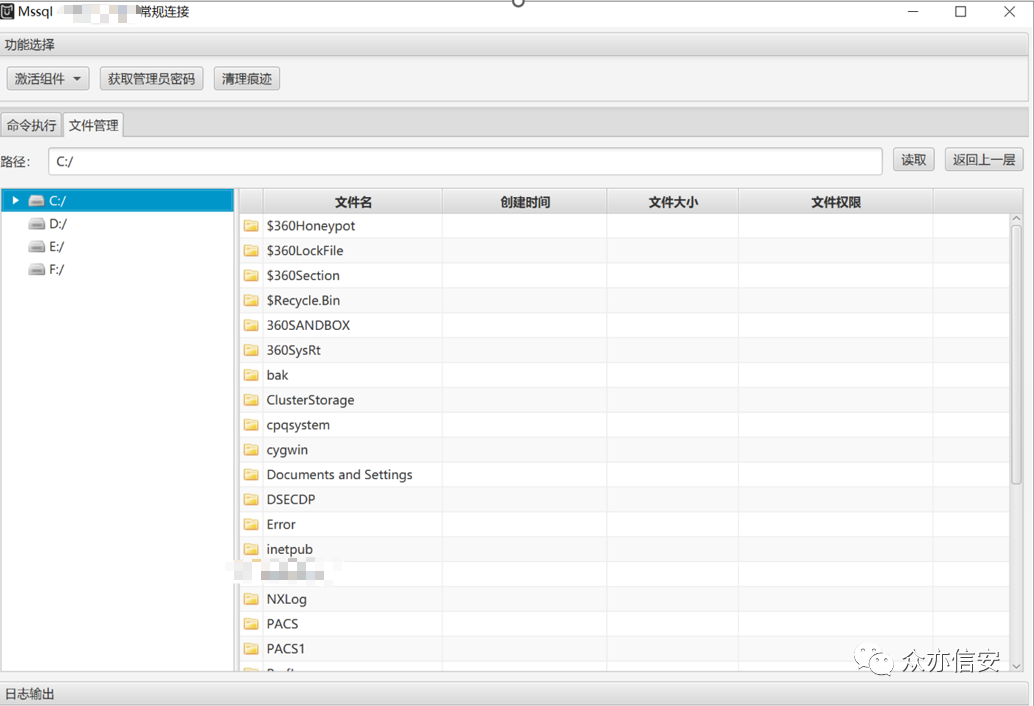 Mssql
常规连接
功能选择
激活组件 获取管理员密码 清理痕迹
命令执行 文件管理
路径: C:/ 读取 返回上一层
C:/
D:/
E:/
F:/
文件名 创建时间 文件大小 文件权限
$360Honeypot
$360LockFile
$360Section
$Recycle.Bin
360SANDBOX
360SysRt
bak
ClusterStorage
cpqsystem
cygwin
Documents and Settings
DSECDP
Error
inetpub
NXLog
PACS
PACS1
众亦信安
日志输出